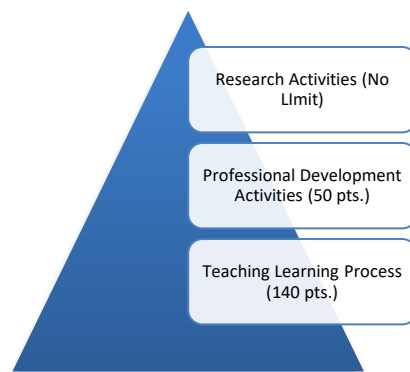 Research Activities (No
LImit)
Professional Development
Activities (50 pts.)
Teaching Learning Process
(140 pts.)